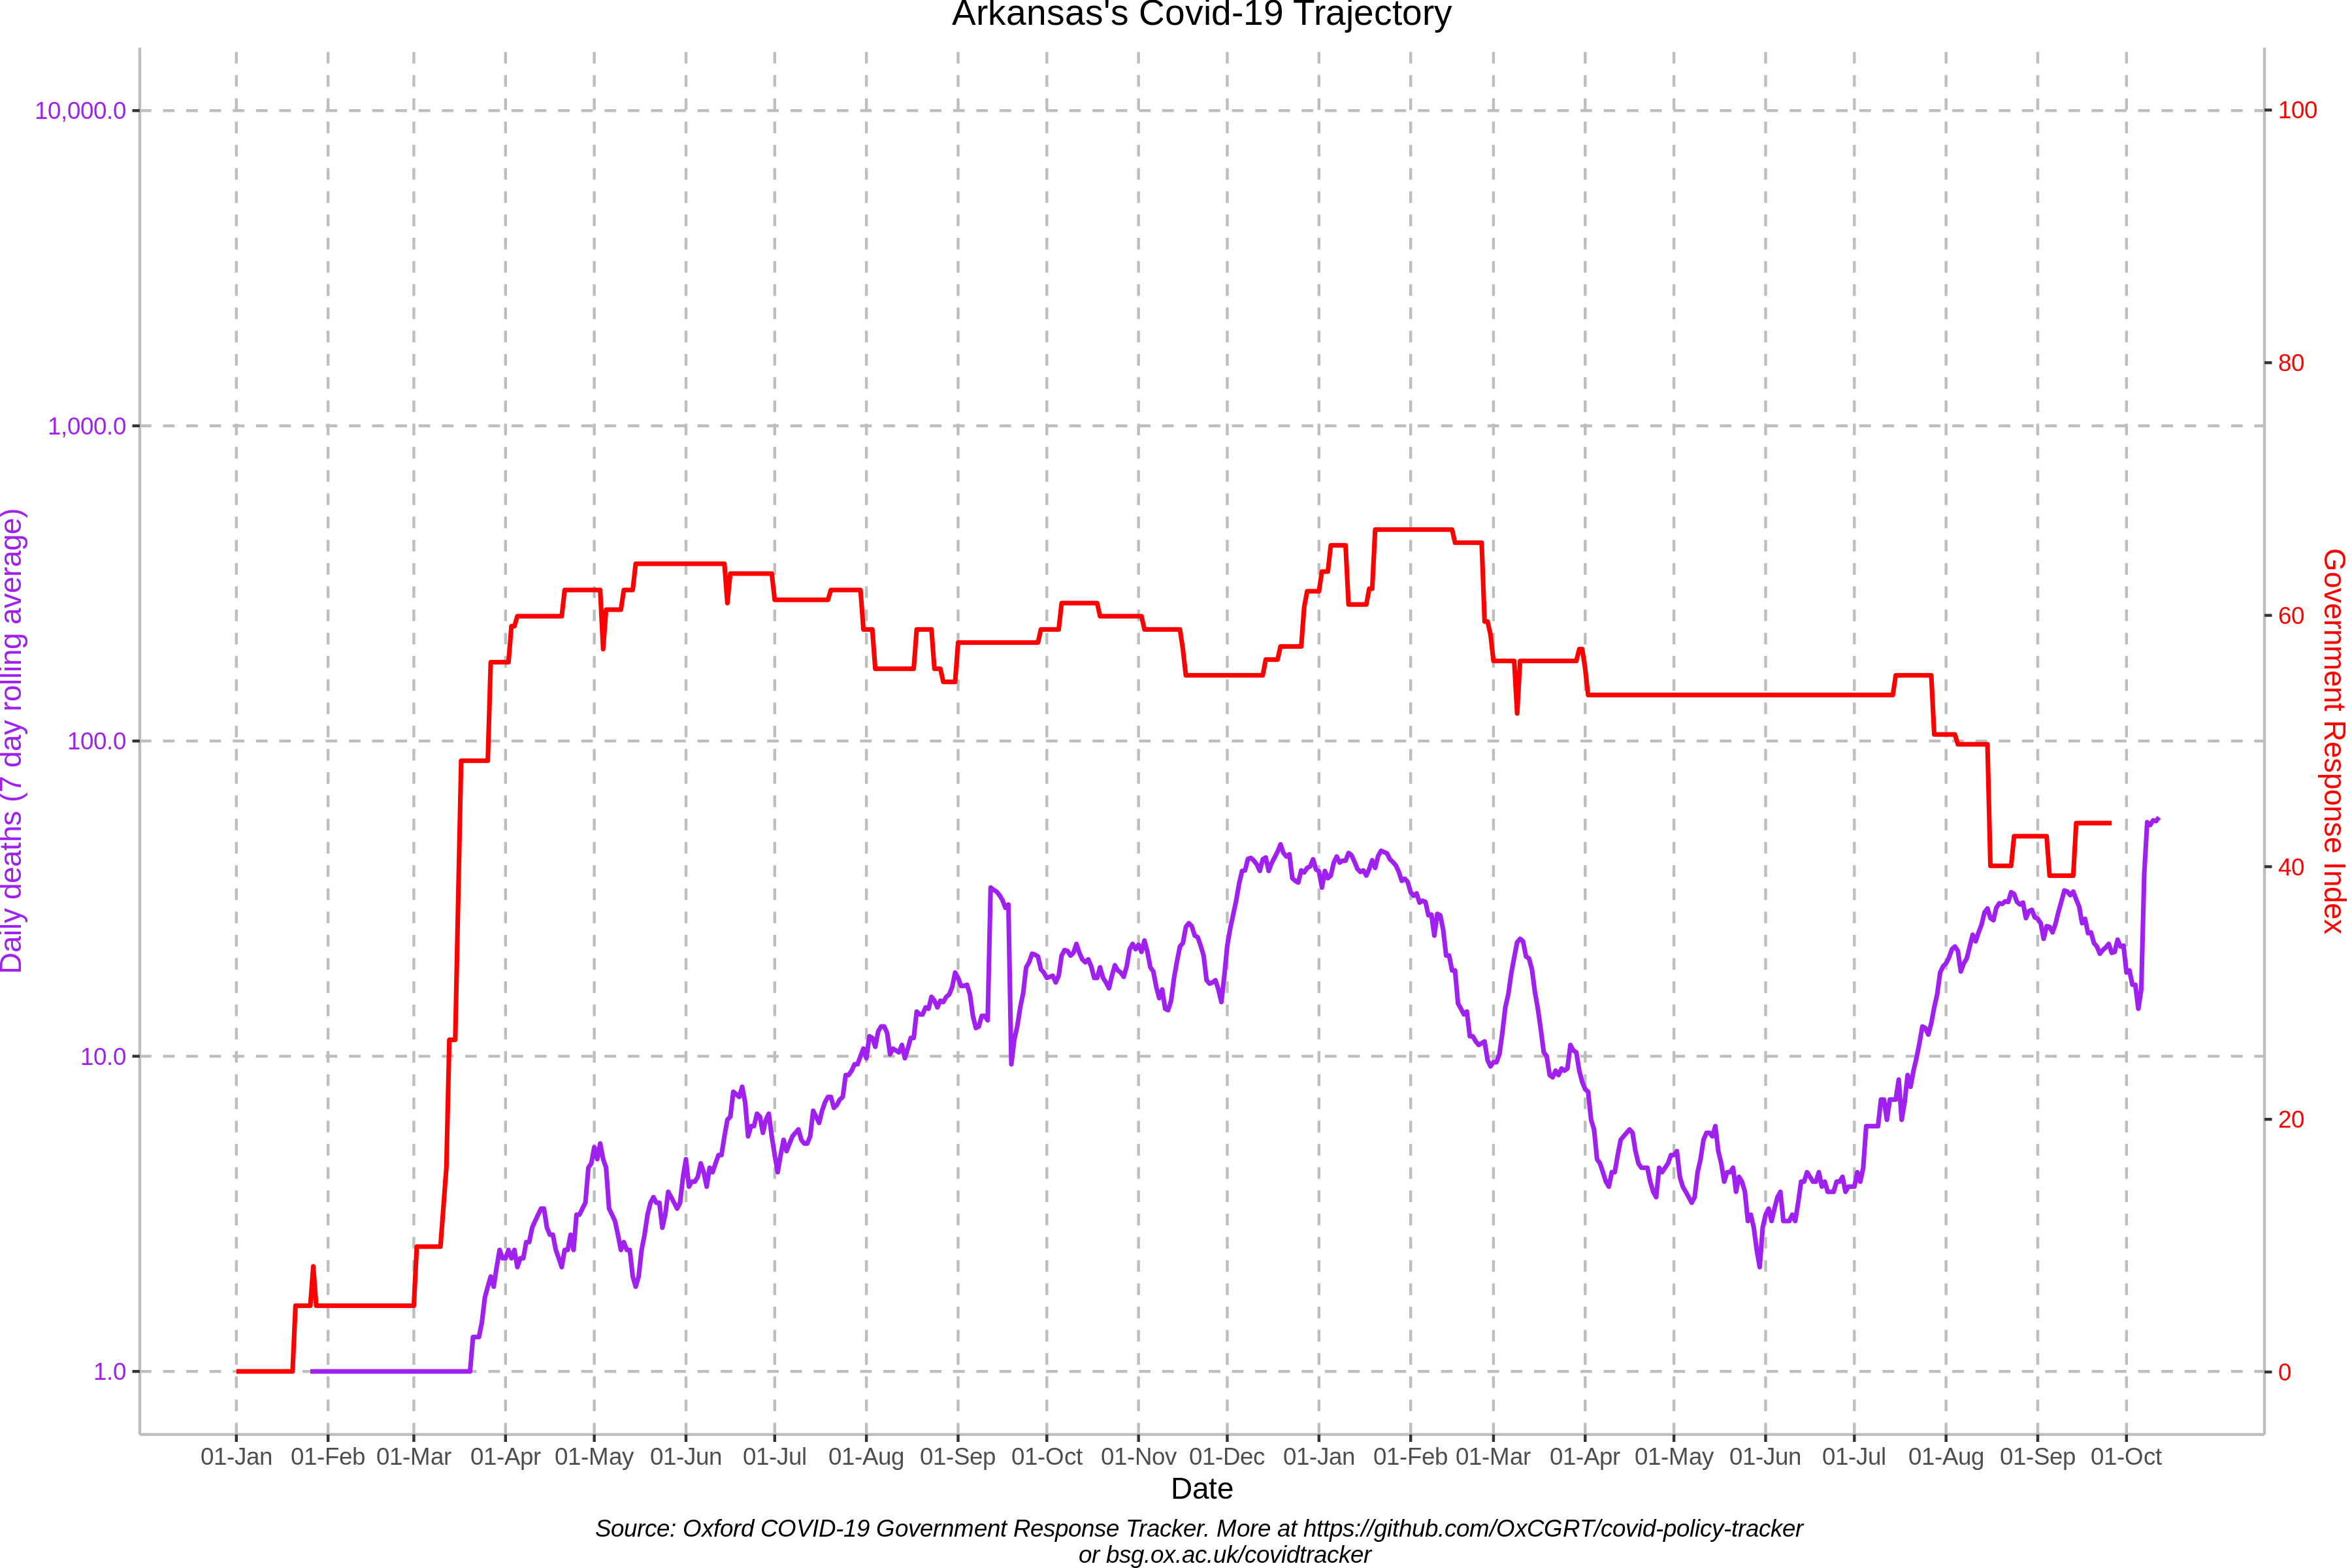 Arkansas's Covid-19 Trajectory
10,000.0
1,000.0
100.0
10.0
1.0
Daily deaths (7 day rolling average)
100
80
60
40
20
0
Government Response Index
01-Jan 01-Feb 01-Mar 01-Apr 01-May 01-Jun 01-Jul 01-Aug 01-Sep 01-Oct 01-Nov 01-Dec 01-Jan 01-Feb 01-Mar 01-Apr 01-May 01-Jun 01-Jul 01-Aug 01-Sep 01-Oct
Date
Source: Oxford COVID-19 Government Response Tracker. More at https://github.com/OxCGRT/covid-policy-tracker
or bsg.ox.ac.uk/covidtracker